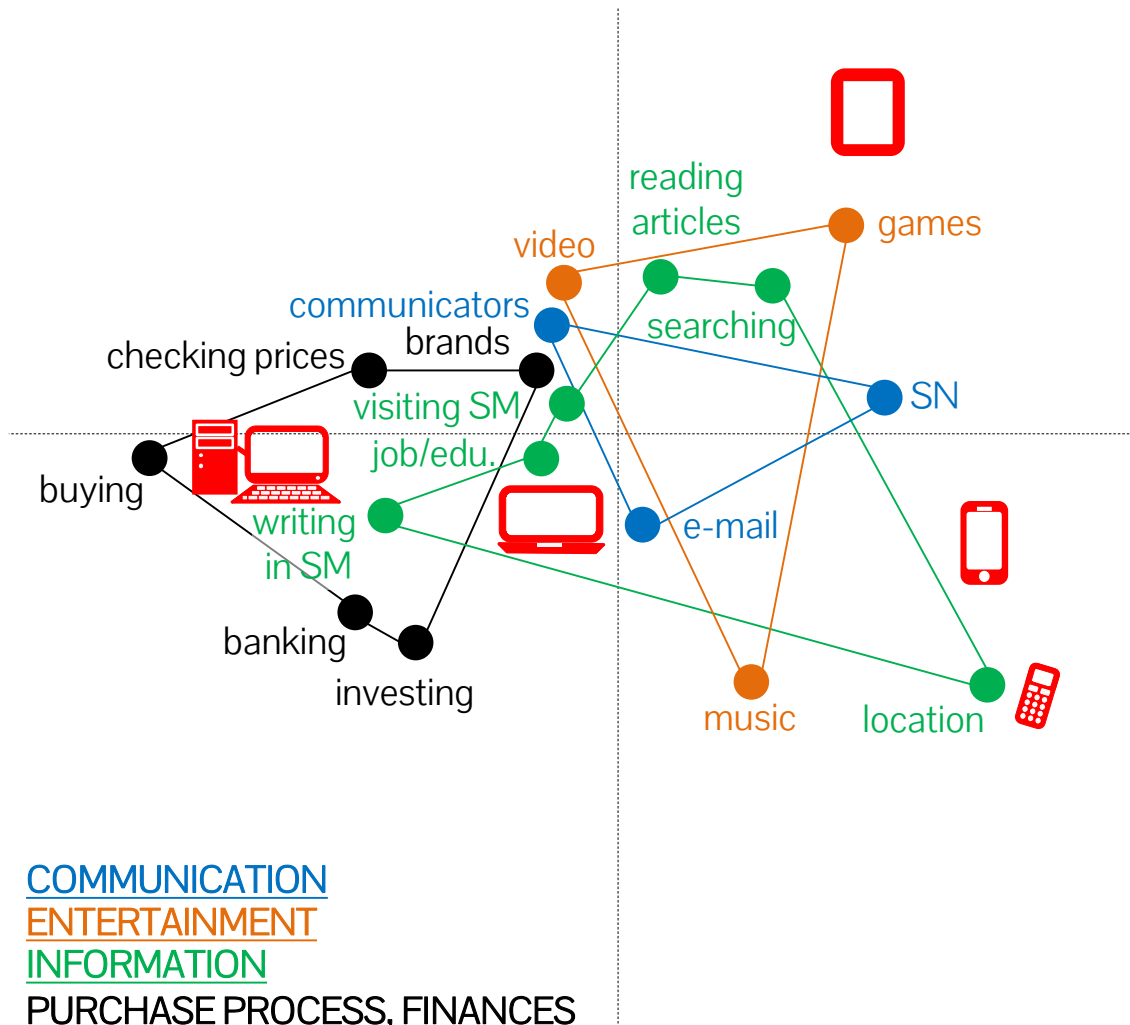 reading
articles
games
video
communicators
searching
brands
checking prices
SN
visiting SM
job/edu.
buying
writing
in SM
e-mail
banking
investing
music
location
COMMUNICATION
ENTERTAINMENT
INFORMATION
PURCHASE PROCESS, FINANCES